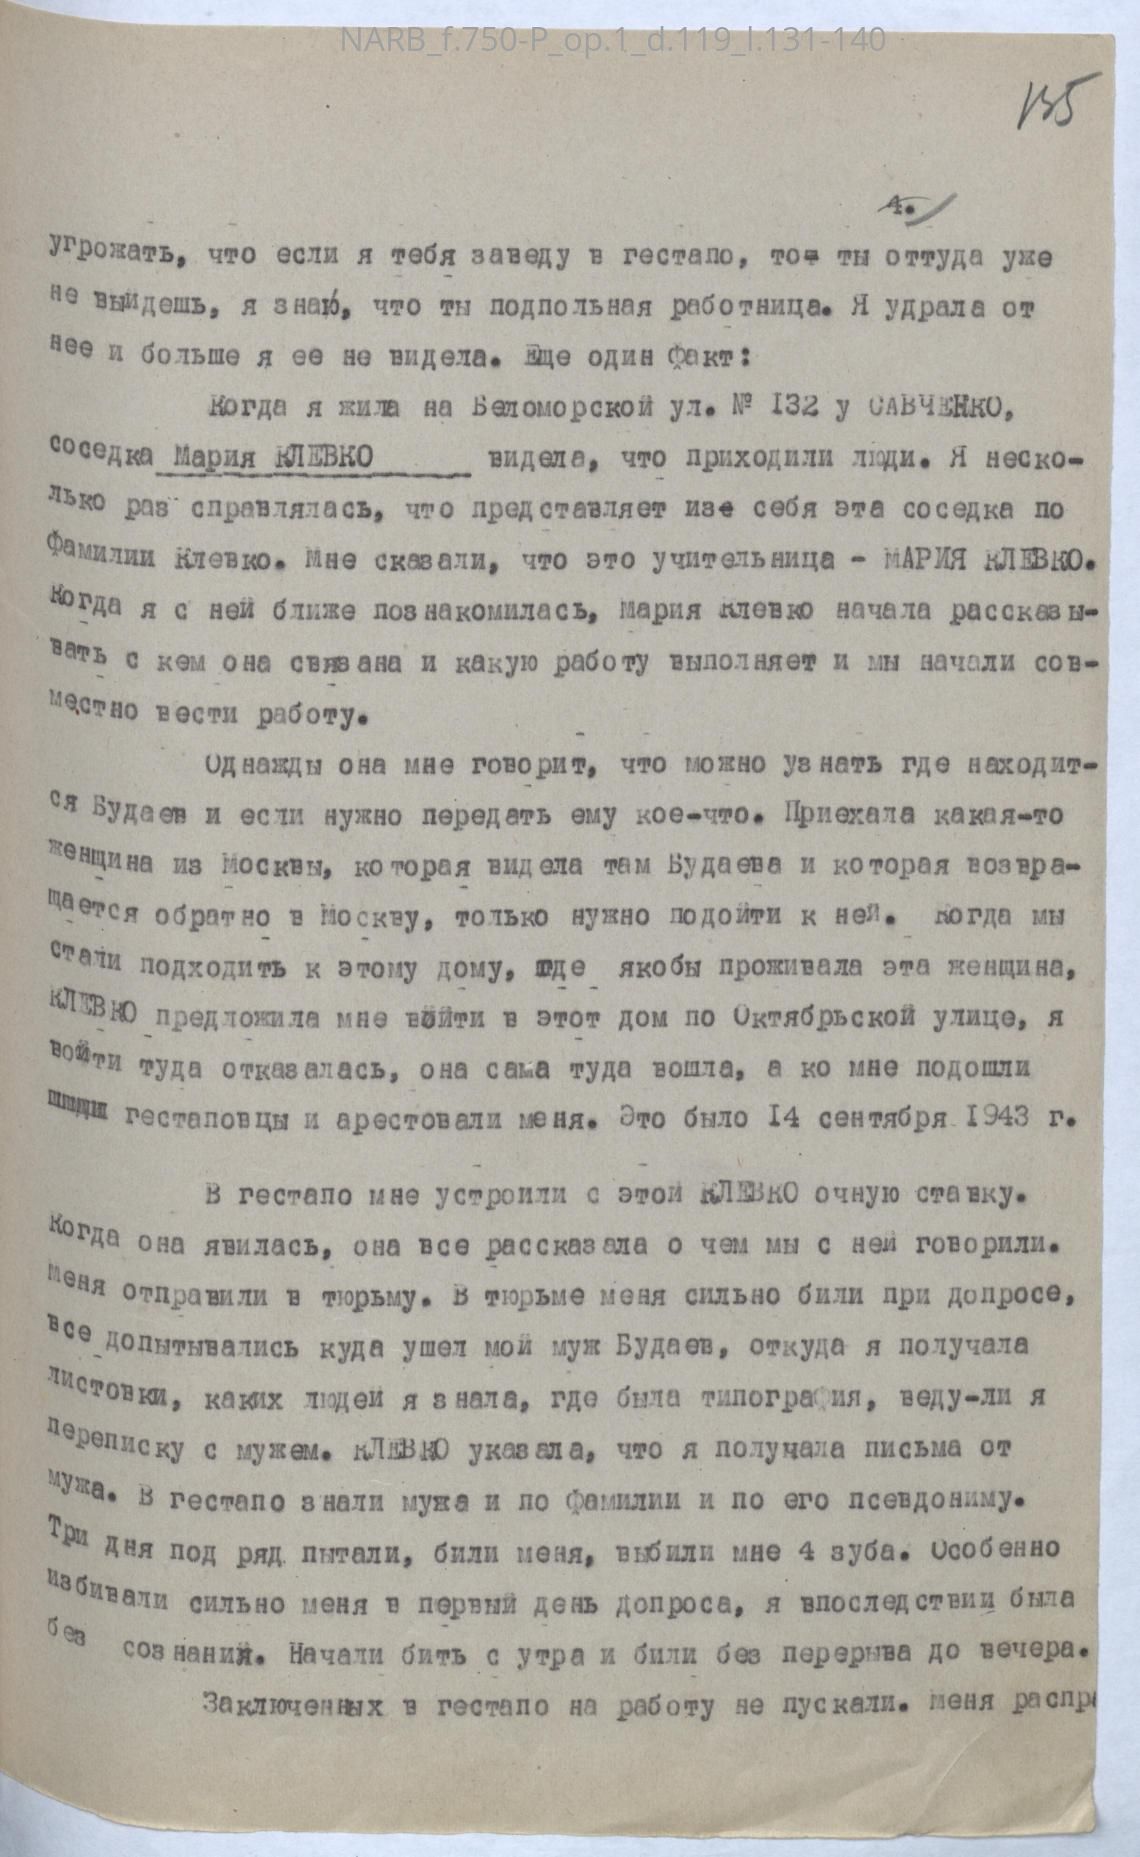 NARB_f.750-P_op.1_d.119_l.131-140
135
4.
угрожать, что если я тебя заведу в гестапо, то ты оттуда уже
не выйдешь, я знаю, что ты подпольная работница. Я удрала от
нее и больше я ее не видела. Еще один факт:
Когда я жила на Беломорской ул. № 132 у САВЧЕНКО,
соседка Мария КЛЕВКО видела, что приходили люди. Я неско-
лько раз справлялась, что представляет из себя эта соседка по
фамилии Клевко. Мне сказали, что это учительница - МАРИЯ КЛЕВКО.
Когда я с ней ближе познакомилась, Мария Клевко начала рассказы-
вать с кем она связана и какую работу выполняет и мы начали сов-
местно вести работу.
Однажды она мне говорит, что можно узнать где находит-
ся Будаев и если нужно передать ему кое-что. Приехала какая-то
женщина из Москвы, которая видела там Будаева и которая возвра-
щается обратно в Москву, только нужно подойти к ней. Когда мы
стали подходить к этому дому, где якобы проживала эта женщина,
КЛЕВКО предложила мне войти в этот дом по Октябрьской улице, я
войти туда отказалась, она сама туда вошла, а ко мне подошли
гестаповцы и арестовали меня. Это было 14 сентября 1943 г.
В гестапо мне устроили с этой КЛЕВКО очную ставку.
Когда она явилась, она все рассказала о чем мы с ней говорили.
Меня отправили в тюрьму. В тюрьме меня сильно били при допросе,
все допытывались куда ушел мой муж Будаев, откуда я получала
листовки, каких людей я знала, где была типография, веду-ли я
переписку с мужем. КЛЕВКО указала, что я получала письма от
мужа. В гестапо знали мужа и по фамилии и по его псевдониму.
Три дня под ряд пытали, били меня, выбили мне 4 зуба. Особенно
избивали сильно меня в первый день допроса, я впоследствии была
без сознания. Начали бить с утра и били без перерыва до вечера.
Заключенных в гестапо на работу не пускали. Меня распра